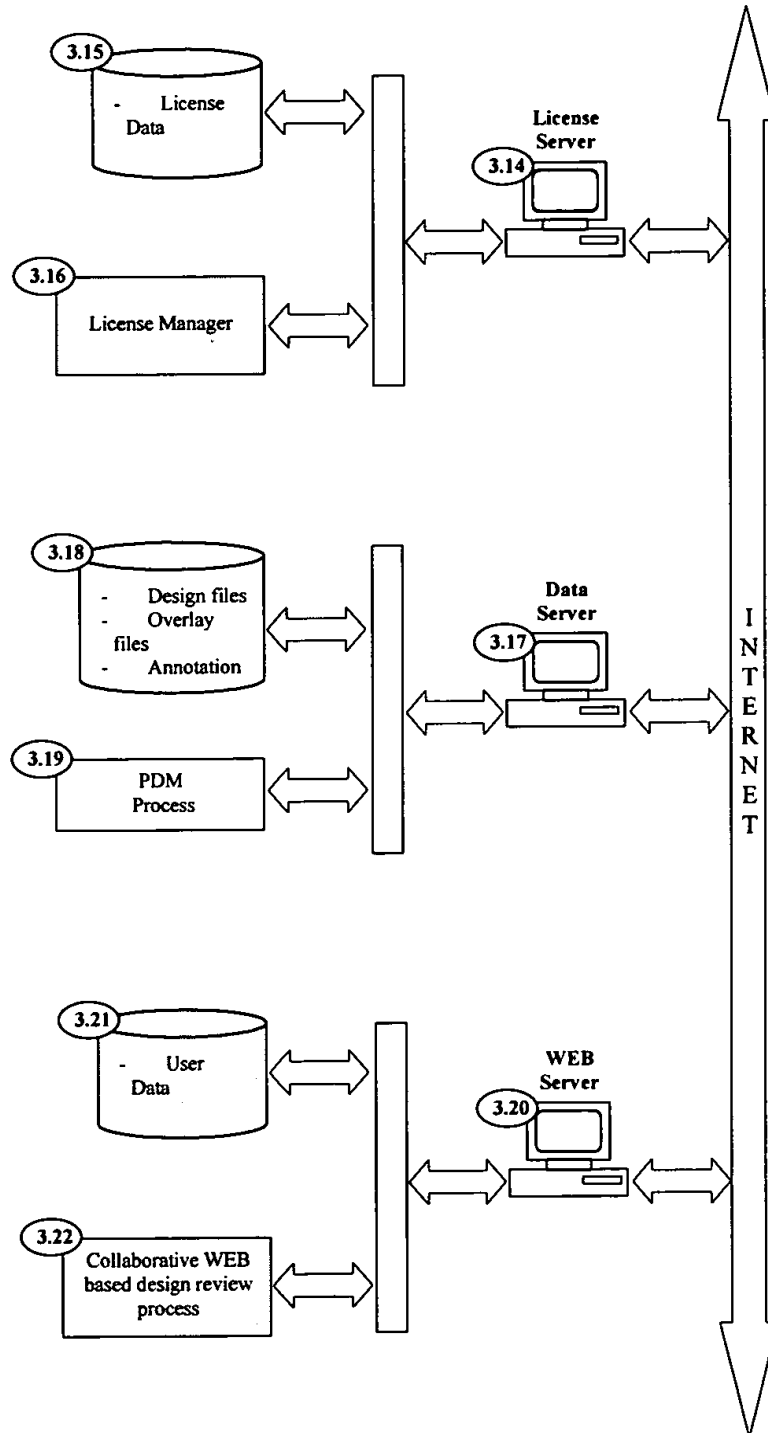 3.15
- License
Data
License
Server
3.14
3.16
License Manager
3.18
- Design files
- Overlay
files
- Annotation
Data
Server
3.17
3.19
PDM
Process
INTERNET
3.21
- User
Data
WEB
Server
3.20
3.22
Collaborative WEB
based design review
process